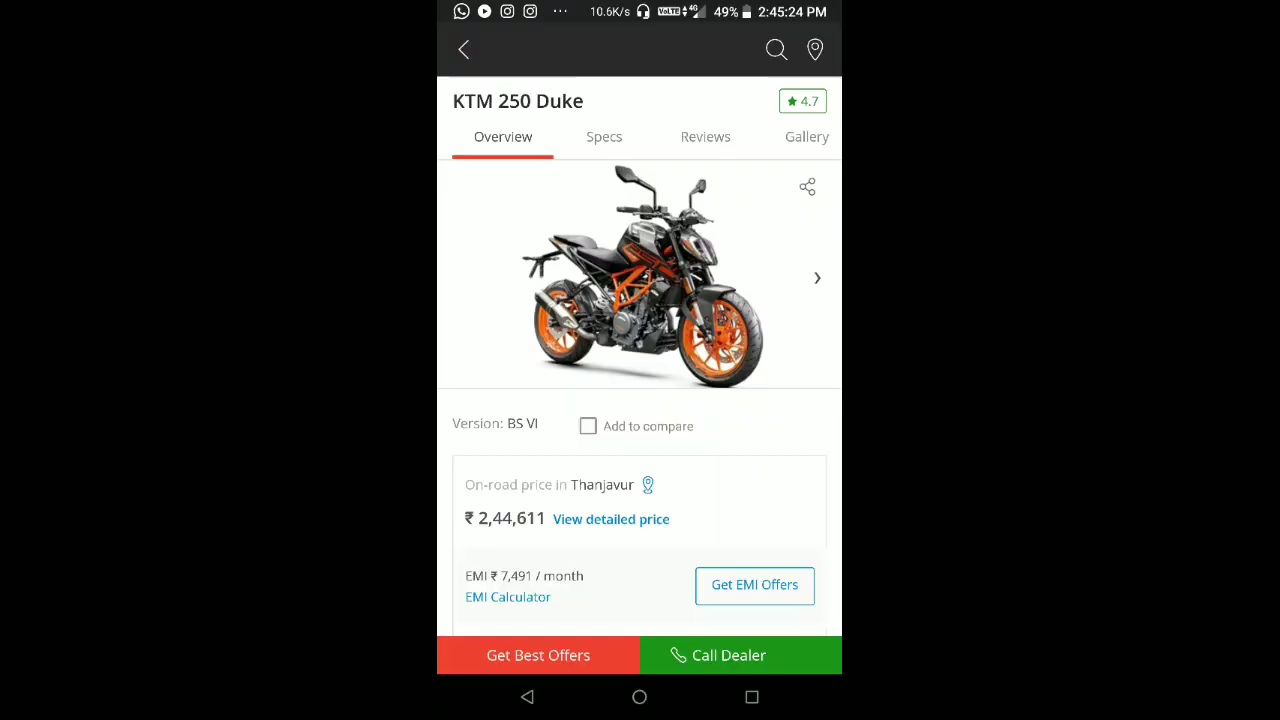 10.6K/s VoLTE 4G 49% 2:45:24 PM
KTM 250 Duke
4.7
Overview Specs Reviews Gallery
Version: BS VI Add to compare
On-road price in Thanjavur
₹ 2,44,611 View detailed price
EMI ₹ 7,491 / month
EMI Calculator
Get EMI Offers
Get Best Offers Call Dealer